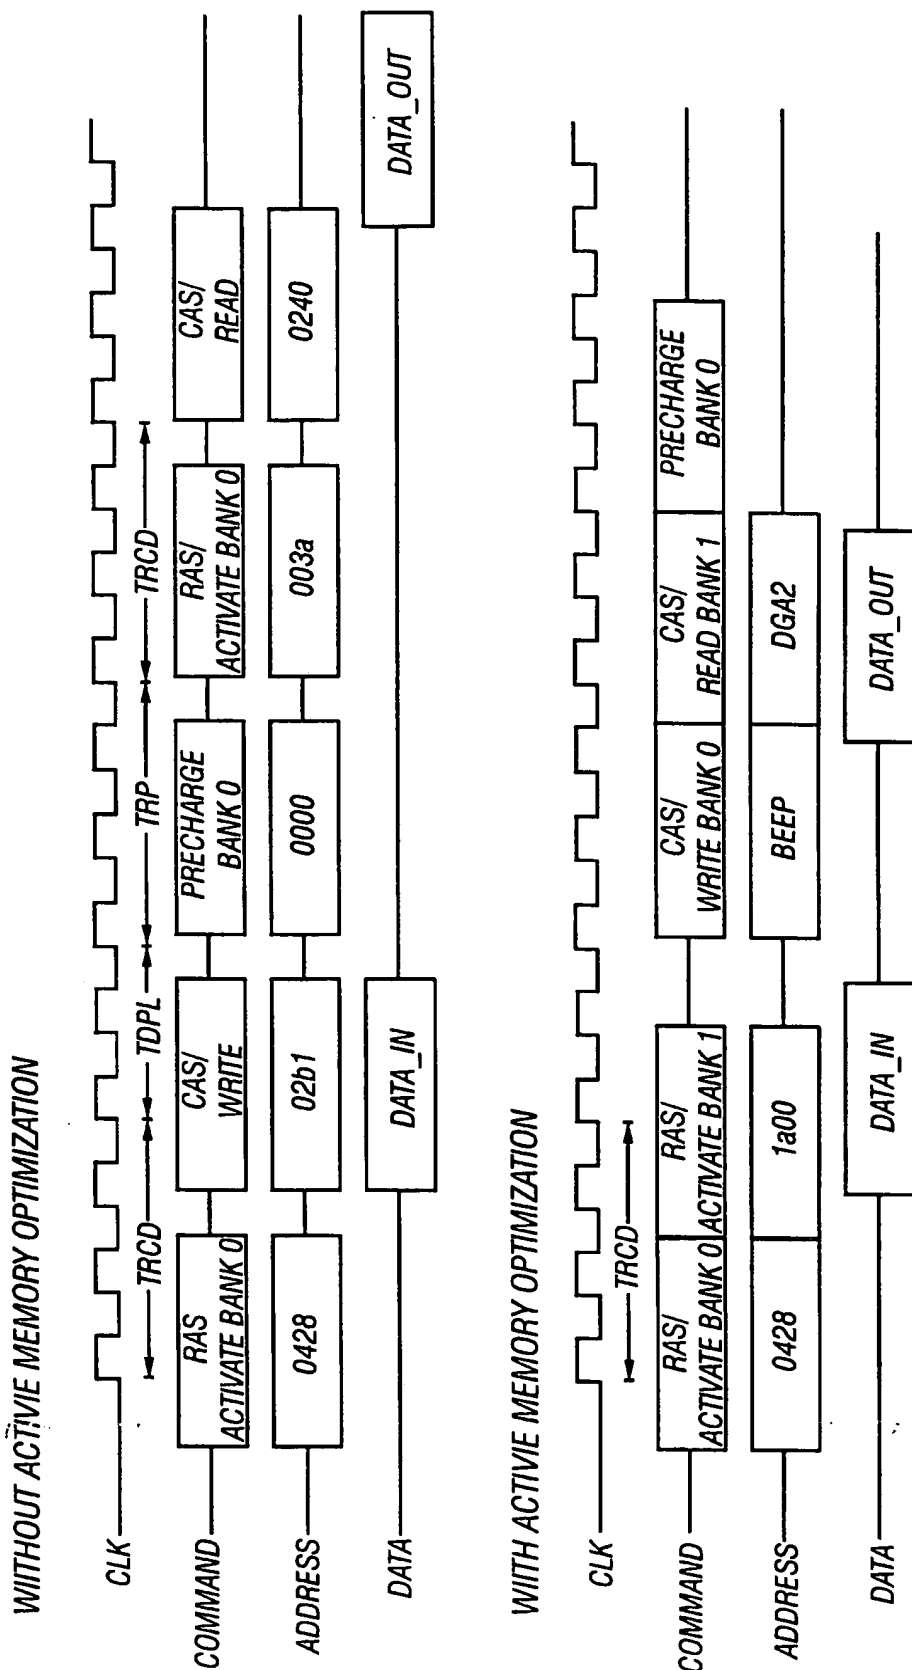 WIITHOUT ACTIVIE MEMORY OPTIMIZATION
CLK
TRCD
TDPL
TRP
TRCD
COMMAND
RAS
ACTIVATE BANK 0
CAS/
WRITE
PRECHARGE
BANK 0
RAS/
ACTIVATE BANK 0
CAS/
READ
ADDRESS
0428
02b1
0000
003a
0240
DATA
DATA_IN
DATA_OUT
WIITH ACTIVIE MEMORY OPTIMIZATION
CLK
TRCD
COMMAND
RAS/
ACTIVATE BANK 0
RAS/
ACTIVATE BANK 1
CAS/
WRITE BANK 0
CAS/
READ BANK 1
PRECHARGE
BANK 0
ADDRESS
0428
1a00
BEEP
DGA2
DATA
DATA_IN
DATA_OUT